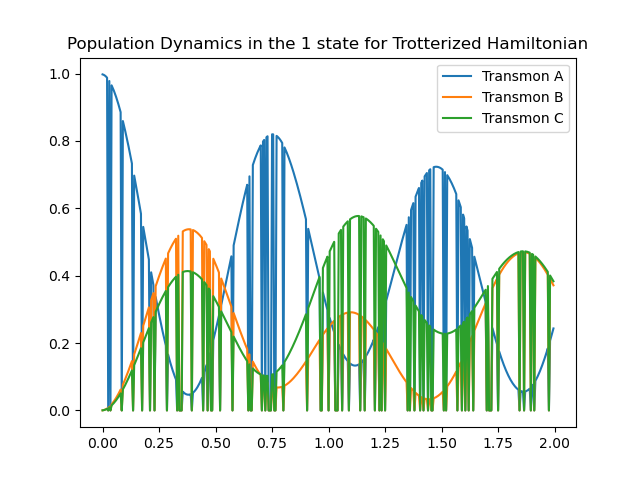 Population Dynamics in the 1 state for Trotterized Hamiltonian
Transmon A
Transmon B
Transmon C
1.0
0.8
0.6
0.4
0.2
0.0
0.00 0.25 0.50 0.75 1.00 1.25 1.50 1.75 2.00